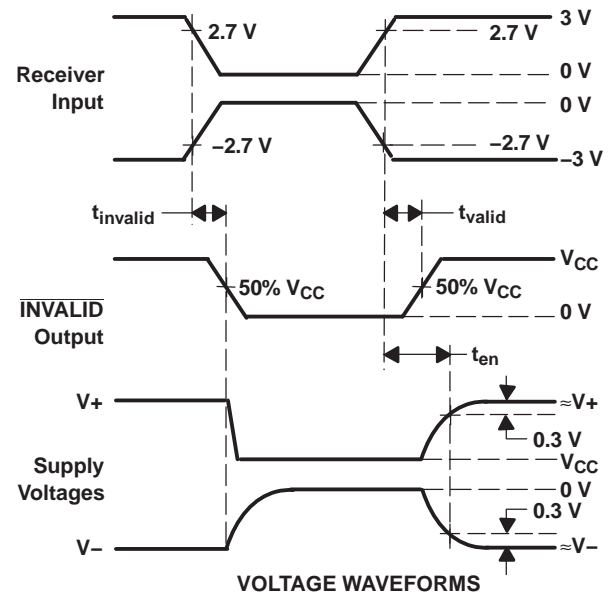 3 V
2.7 V
2.7 V
Receiver
Input
0 V
0 V
−2.7 V
−2.7 V
−3 V
tinvalid
tvalid
VCC
50% VCC
50% VCC
INVALID
Output
0 V
ten
V+
≈V+
0.3 V
Supply
Voltages
VCC
0 V
0.3 V
V−
≈V−
VOLTAGE WAVEFORMS